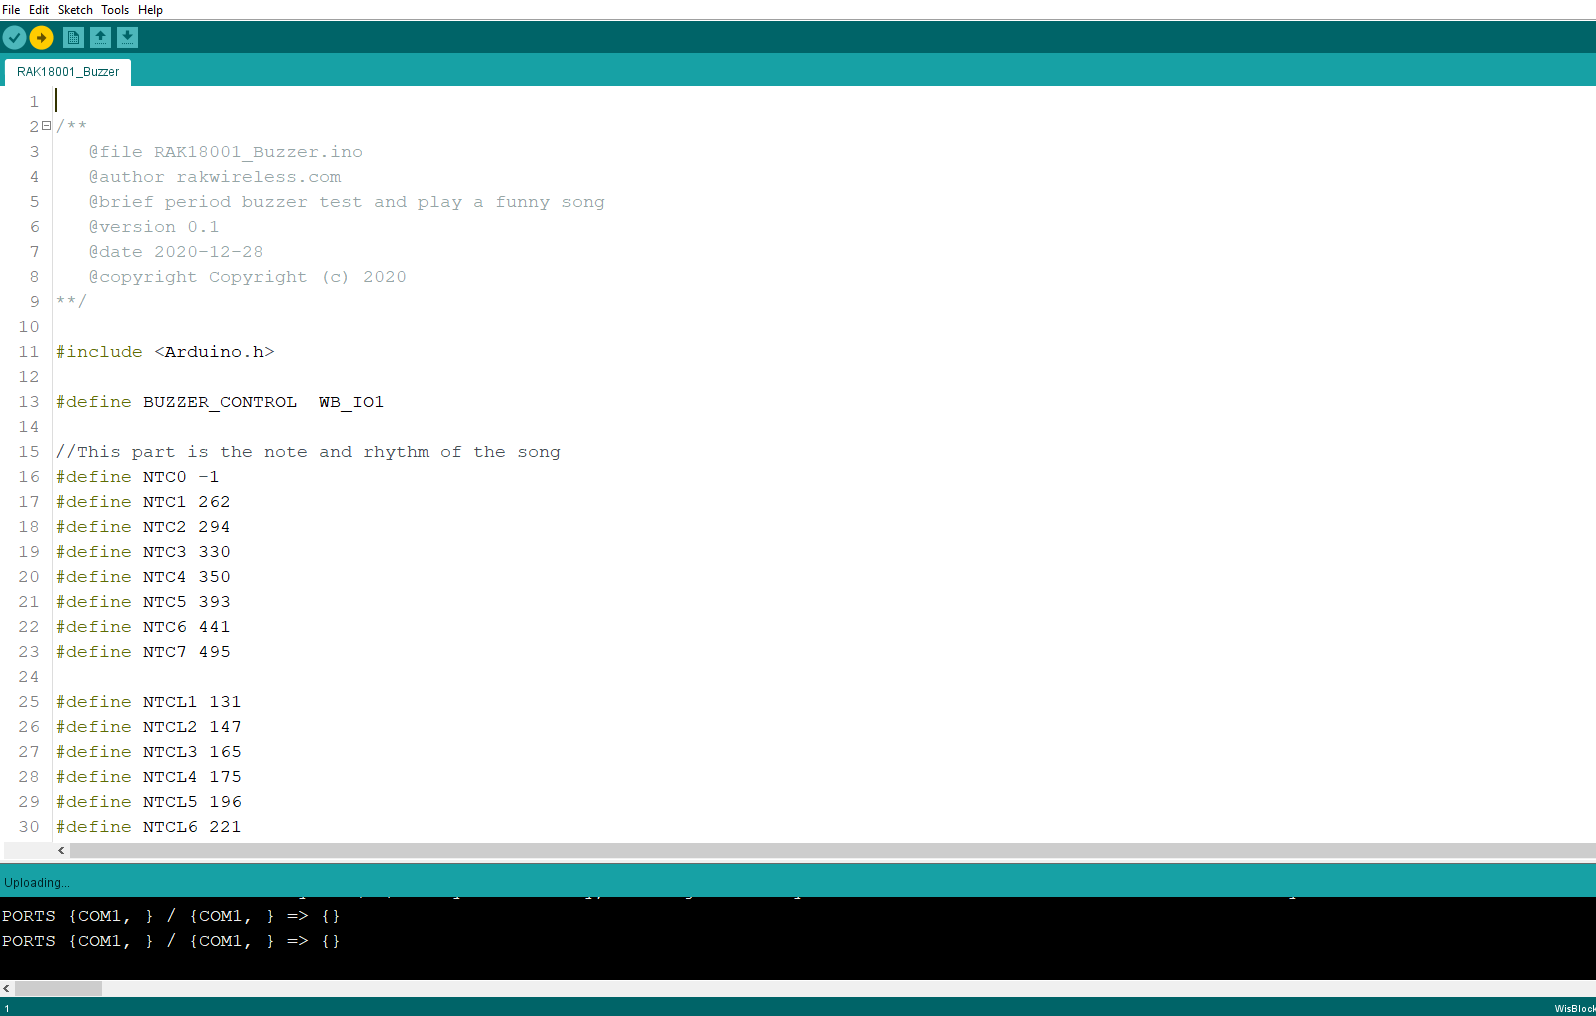 File Edit Sketch Tools Help
RAK18001_Buzzer
1
2 /**
3 @file RAK18001_Buzzer.ino
4 @author rakwireless.com
5 @brief period buzzer test and play a funny song
6 @version 0.1
7 @date 2020-12-28
8 @copyright Copyright (c) 2020
9 **/
10
11 #include <Arduino.h>
12
13 #define BUZZER_CONTROL  WB_IO1
14
15 //This part is the note and rhythm of the song
16 #define NTC0 -1
17 #define NTC1 262
18 #define NTC2 294
19 #define NTC3 330
20 #define NTC4 350
21 #define NTC5 393
22 #define NTC6 441
23 #define NTC7 495
24
25 #define NTCL1 131
26 #define NTCL2 147
27 #define NTCL3 165
28 #define NTCL4 175
29 #define NTCL5 196
30 #define NTCL6 221
Uploading...
PORTS {COM1, } / {COM1, } => {}
PORTS {COM1, } / {COM1, } => {}
1 WisBlock